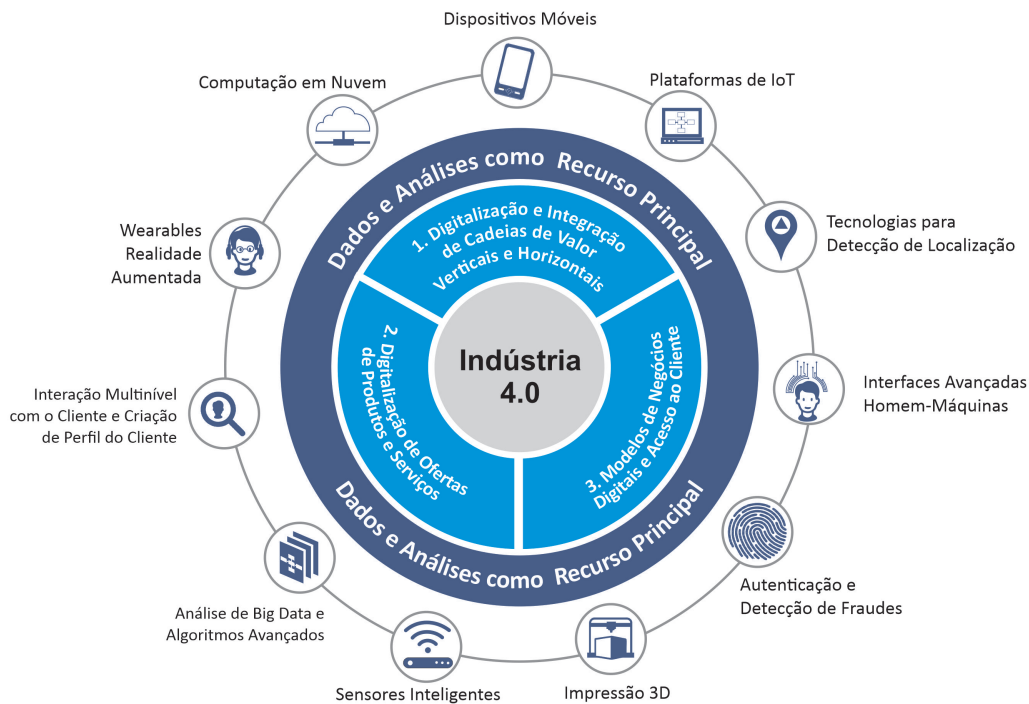 Dispositivos Móveis
Computação em Nuvem
Plataformas de IoT
Wearables
Realidade
Aumentada
Tecnologias para
Detecção de Localização
Interação Multinível
com o Cliente e Criação
de Perfil do Cliente
Interfaces Avançadas
Homem-Máquinas
Análise de Big Data e
Algoritmos Avançados
Autenticação e
Detecção de Fraudes
Sensores Inteligentes
Impressão 3D
Dados e Análises como Recurso Principal
1. Digitalização e Integração
de Cadeias de Valor
Verticais e Horizontais
2. Digitalização de Ofertas
de Produtos e Serviços
3. Modelos de Negócios
Digitais e Acesso ao Cliente
Indústria
4.0
Dados e Análises como Recurso Principal